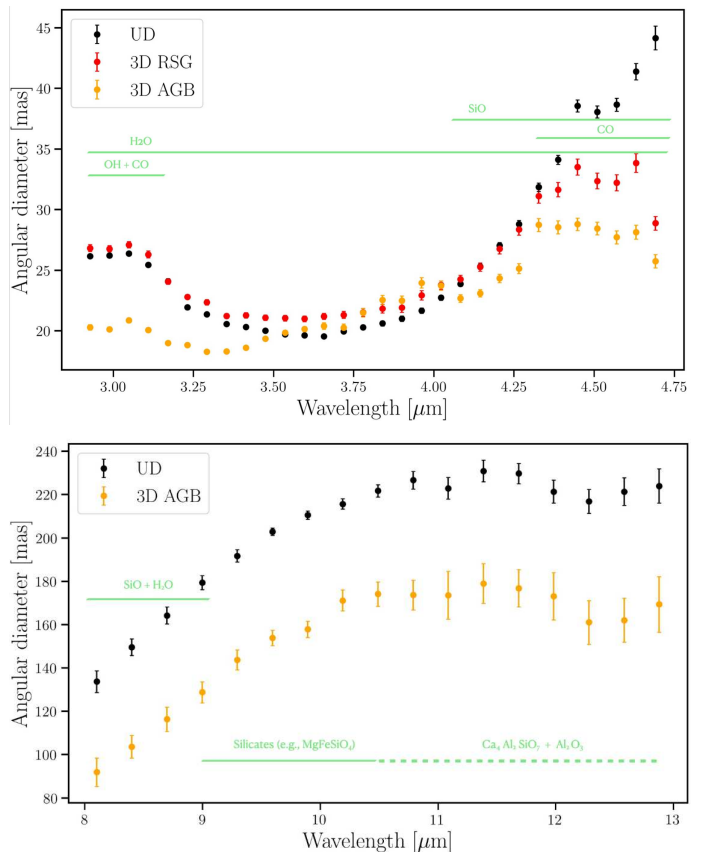 45
40
35
30
25
20
Angular diameter [mas]
UD
3D RSG
3D AGB
SiO
CO
H2O
OH + CO
3.00 3.25 3.50 3.75 4.00 4.25 4.50 4.75
Wavelength [μm]
240
220
200
180
160
140
120
100
80
Angular diameter [mas]
UD
3D AGB
SiO + H₂O
Silicates (e.g., MgFeSiO₄)
Ca₄ Al₂ SiO₇ + Al₂O₃
8 9 10 11 12 13
Wavelength [μm]